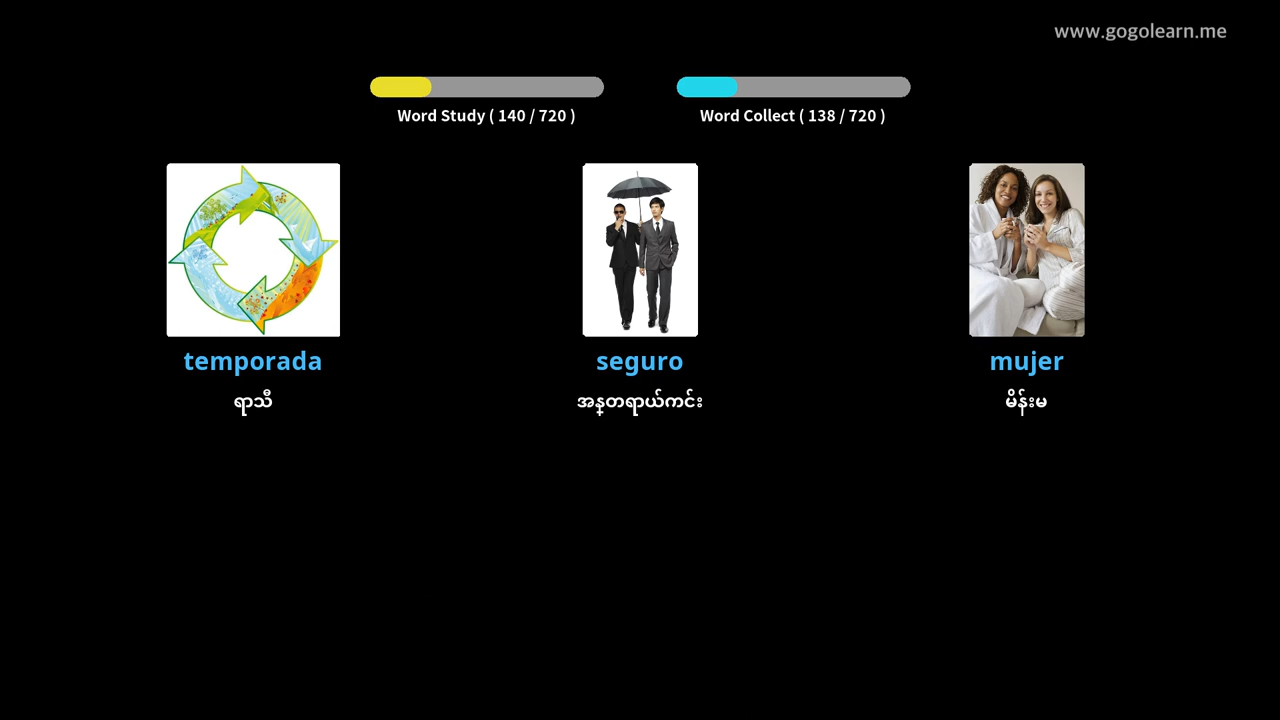 www.gogolearn.me
Word Study ( 140 / 720 )
Word Collect ( 138 / 720 )
temporada
seguro
mujer
ရာသီ
အန္တရာယ်ကင်း
မိန်းမ